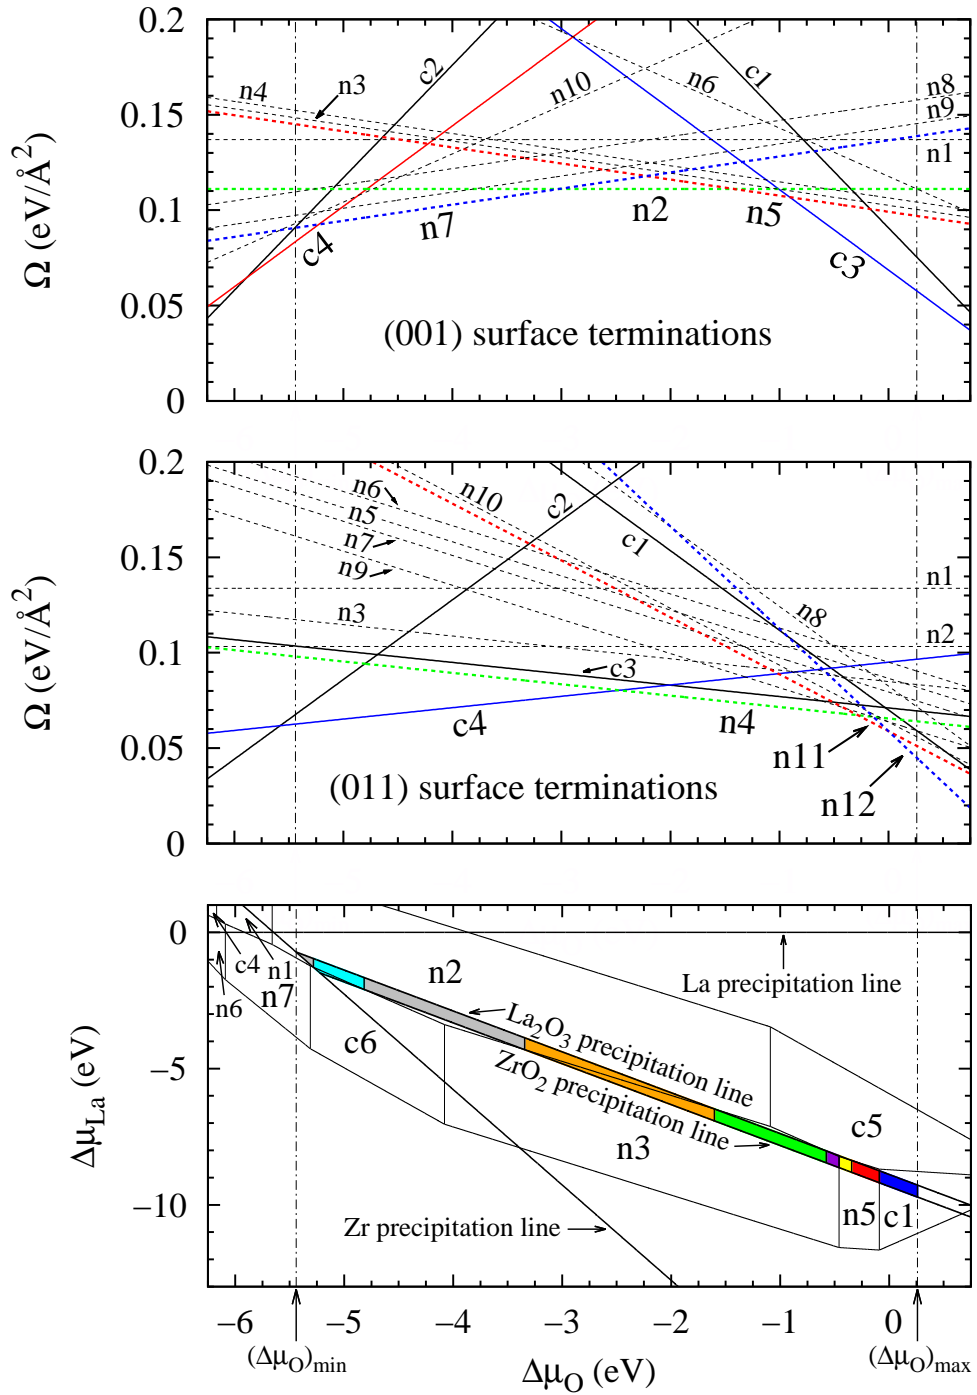 0.2
0.15
0.1
0.05
0
Ω (eV/Å²)
n4
n3
c2
n10
n6
c1
n8
n9
n1
c4
n7
n2
n5
c3
(001) surface terminations
0.2
0.15
0.1
0.05
0
Ω (eV/Å²)
n6
n5
n7
n9
n10
c2
c1
n1
n3
n8
n2
c3
c4
n4
n11
n12
(011) surface terminations
0
−5
−10
Δμ_La (eV)
c4
n1
n6
n7
n2
La precipitation line
La₂O₃ precipitation line
ZrO₂ precipitation line
c6
n3
c5
n5
c1
Zr precipitation line
−6 −5 −4 −3 −2 −1 0
(Δμ_O)min
Δμ_O (eV)
(Δμ_O)max